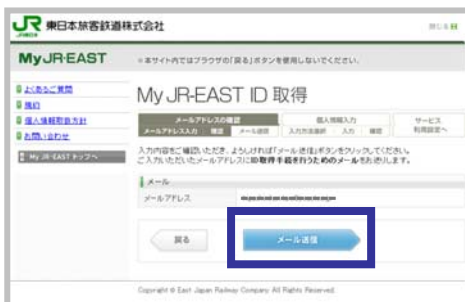 JR 東日本旅客鉄道株式会社
My JR-EAST
※本サイト内ではブラウザの「戻る」ボタンを使用しないでください。
よくあるご質問
規約
個人情報取扱方針
お問い合わせ
My JR-EAST トップへ
My JR-EAST ID 取得
メールアドレスの確認 個人情報入力 サービス利用設定へ
メールアドレス入力 確認 メール送信 入力方法選択 入力 確認
入力内容をご確認いただき、よろしければ「メール送信」ボタンをクリックしてください。
ご入力いただいたメールアドレスにID取得手続を行うためのメールをお送りします。
メール
メールアドレス
戻る メール送信
Copyright © East Japan Railway Company All Rights Reserved.